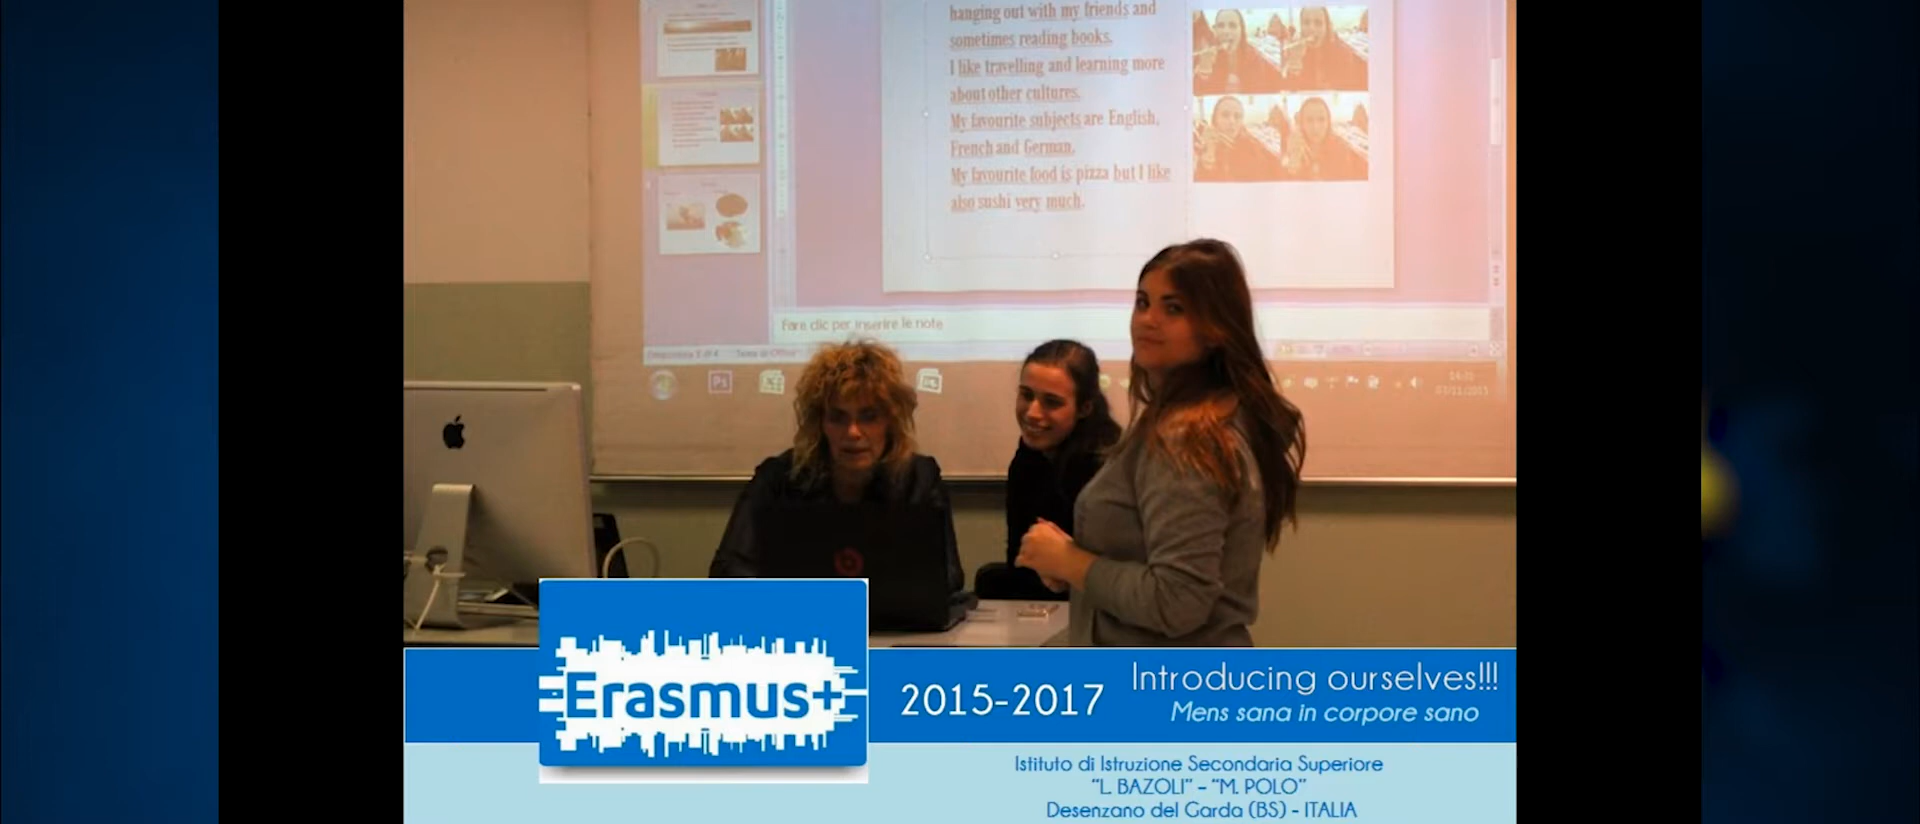 hanging out with my friends and
sometimes reading books.
I like travelling and learning more
about other cultures.
My favourite subjects are English,
French and German.
My favourite food is pizza but I like
also sushi very much.
Fare clic per inserire le note
Ps
Erasmus+
2015-2017
Introducing ourselves!!!
Mens sana in corpore sano
Istituto di Istruzione Secondaria Superiore
"L. BAZOLI" - "M. POLO"
Desenzano del Garda (BS) - ITALIA